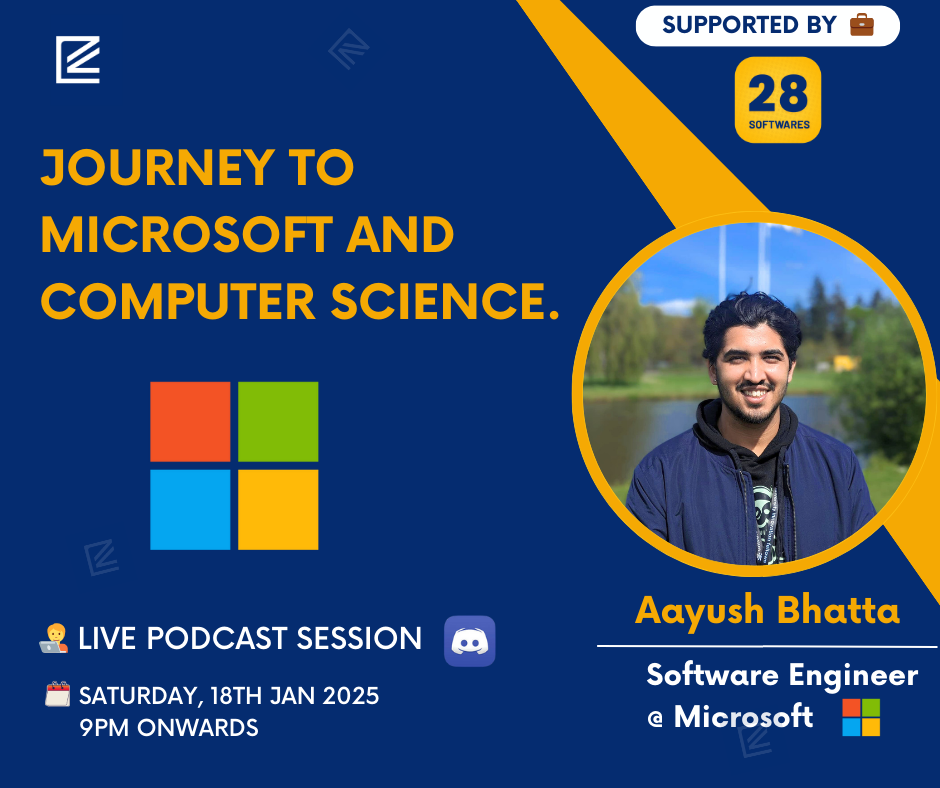 SUPPORTED BY
28
SOFTWARES
JOURNEY TO
MICROSOFT AND
COMPUTER SCIENCE.
Aayush Bhatta
Software Engineer
@ Microsoft
LIVE PODCAST SESSION
SATURDAY, 18TH JAN 2025
9PM ONWARDS